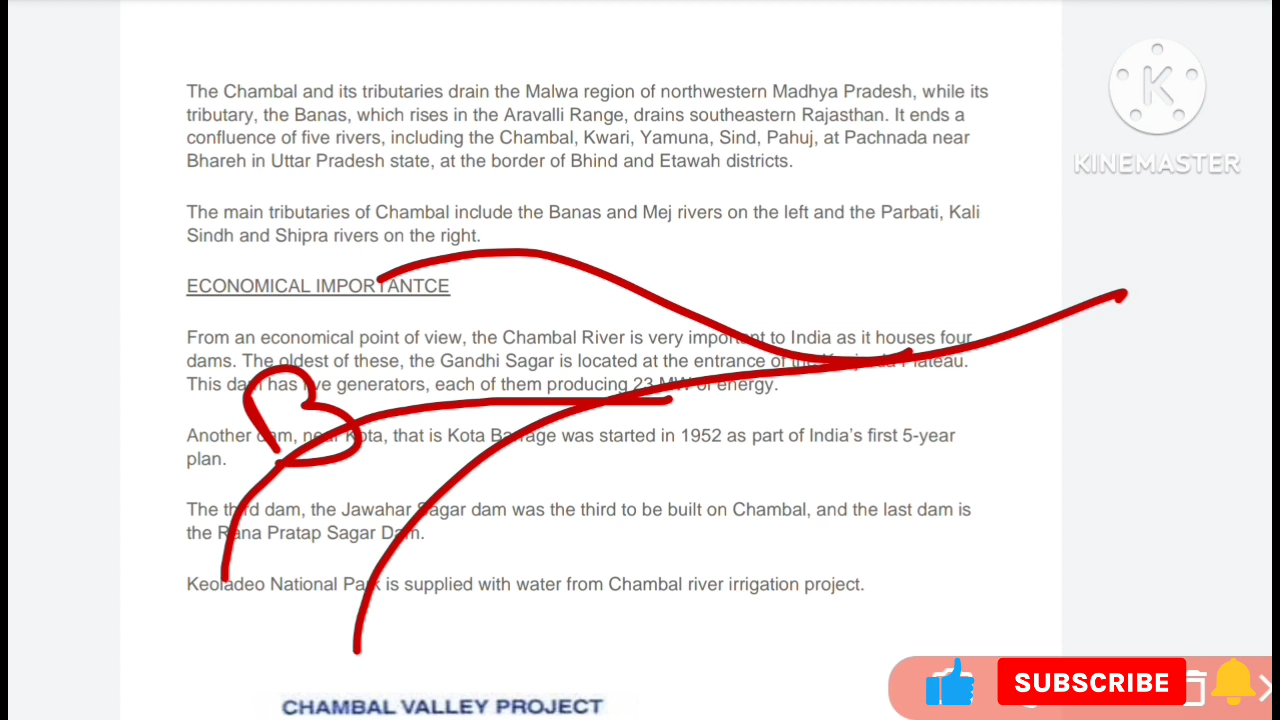 The Chambal and its tributaries drain the Malwa region of northwestern Madhya Pradesh, while its
tributary, the Banas, which rises in the Aravalli Range, drains southeastern Rajasthan. It ends a
confluence of five rivers, including the Chambal, Kwari, Yamuna, Sind, Pahuj, at Pachnada near
Bhareh in Uttar Pradesh state, at the border of Bhind and Etawah districts.
KINEMASTER
The main tributaries of Chambal include the Banas and Mej rivers on the left and the Parbati, Kali
Sindh and Shipra rivers on the right.
ECONOMICAL IMPORTANTCE
From an economical point of view, the Chambal River is very important to India as it houses four
dams. The oldest of these, the Gandhi Sagar is located at the entrance of the Plateau.
This dam has five generators, each of them producing 23 MW of energy.
Another dam, near Kota, that is Kota Barrage was started in 1952 as part of India's first 5-year
plan.
The third dam, the Jawahar Sagar dam was the third to be built on Chambal, and the last dam is
the Rana Pratap Sagar Dam.
Keoladeo National Park is supplied with water from Chambal river irrigation project.
SUBSCRIBE
CHAMBAL VALLEY PROJECT